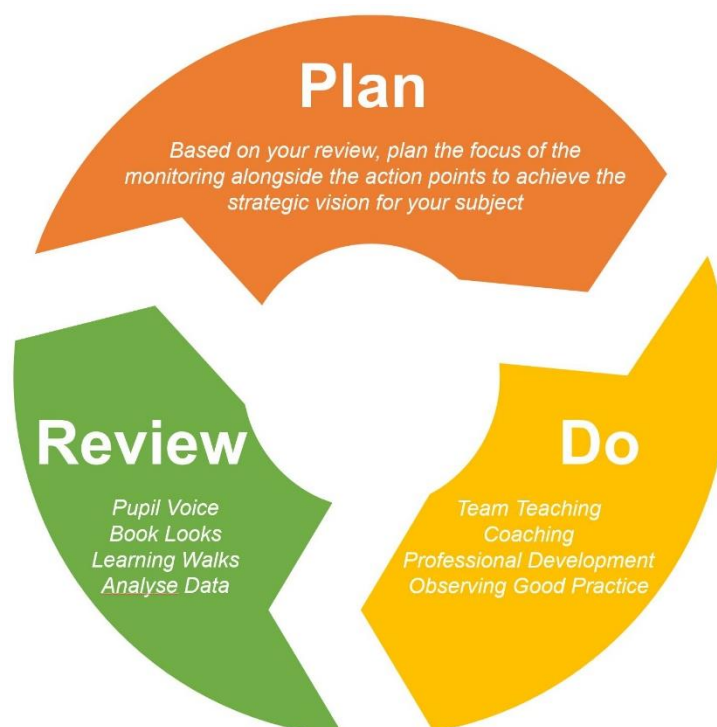 Plan
Based on your review, plan the focus of the
monitoring alongside the action points to achieve the
strategic vision for your subject
Do
Team Teaching
Coaching
Professional Development
Observing Good Practice
Review
Pupil Voice
Book Looks
Learning Walks
Analyse Data